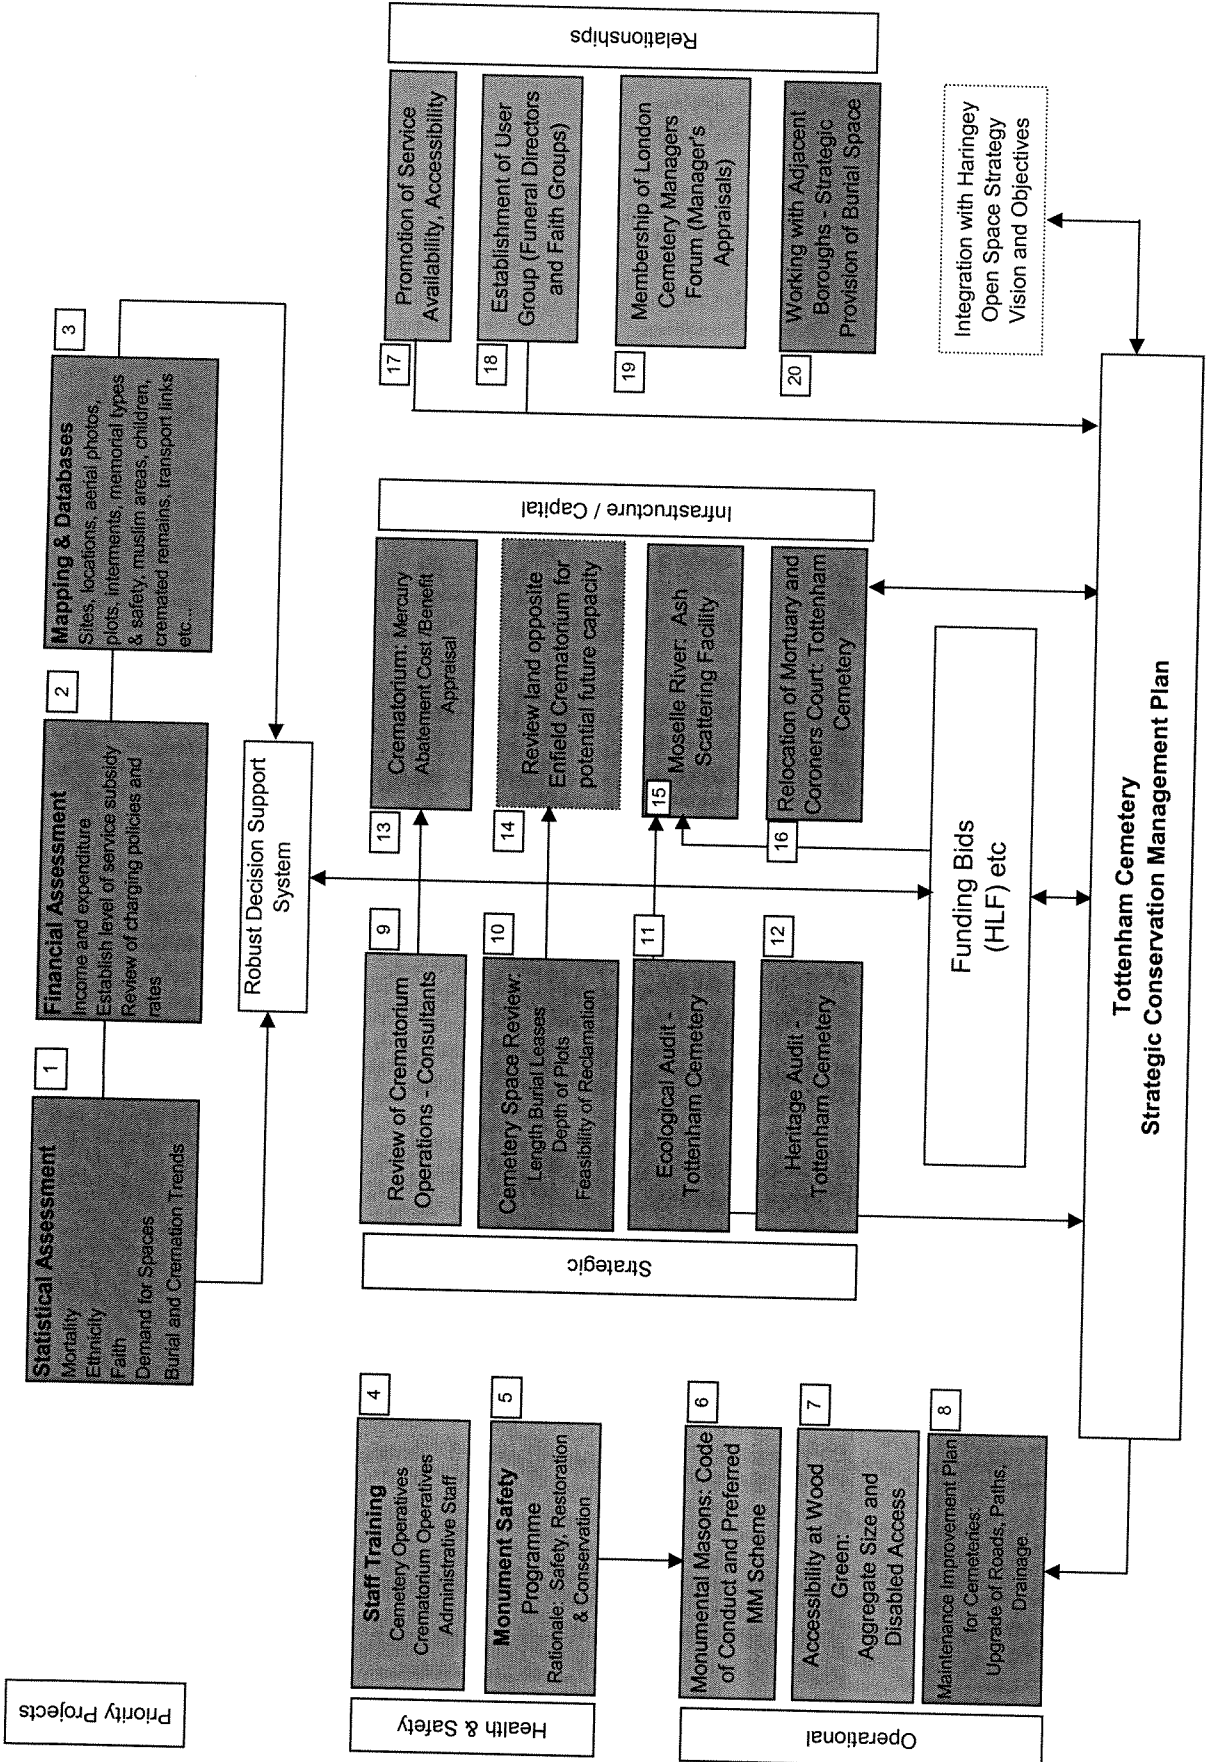 Priority Projects
Statistical Assessment
Mortality
Ethnicity
Faith
Demand for Spaces
Burial and Cremation Trends
1
Financial Assessment
Income and expenditure
Establish level of service subsidy
Review of charging policies and
rates
2
Mapping & Databases
Sites, locations, aerial photos,
plots, interments, memorial types
& safety, muslim areas, children,
cremated remains, transport links
etc...
3
Robust Decision Support
System
Health & Safety
Staff Training
Cemetery Operatives
Crematorium Operatives
Administrative Staff
4
Monument Safety
Programme
Rationale: Safety, Restoration
& Conservation
5
Operational
Monumental Masons: Code
of Conduct and Preferred
MM Scheme
6
Accessibility at Wood
Green:
Aggregate Size and
Disabled Access
7
Maintenance Improvement Plan
for Cemeteries:
Upgrade of Roads, Paths,
Drainage.
8
Strategic
Review of Crematorium
Operations - Consultants
9
Cemetery Space Review:
Length Burial Leases
Depth of Plots
Feasibility of Reclamation
10
Ecological Audit -
Tottenham Cemetery
11
Heritage Audit -
Tottenham Cemetery
12
Infrastructure / Capital
13
Crematorium: Mercury
Abatement Cost /Benefit
Appraisal
14
Review land opposite
Enfield Crematorium for
potential future capacity
15
Moselle River: Ash
Scattering Facility
16
Relocation of Mortuary and
Coroners Court: Tottenham
Cemetery
Relationships
17
Promotion of Service
Availability, Accessibility
18
Establishment of User
Group (Funeral Directors
and Faith Groups)
19
Membership of London
Cemetery Managers
Forum (Manager's
Appraisals)
20
Working with Adjacent
Boroughs - Strategic
Provision of Burial Space
Integration with Haringey
Open Space Strategy
Vision and Objectives
Funding Bids
(HLF) etc
Tottenham Cemetery
Strategic Conservation Management Plan